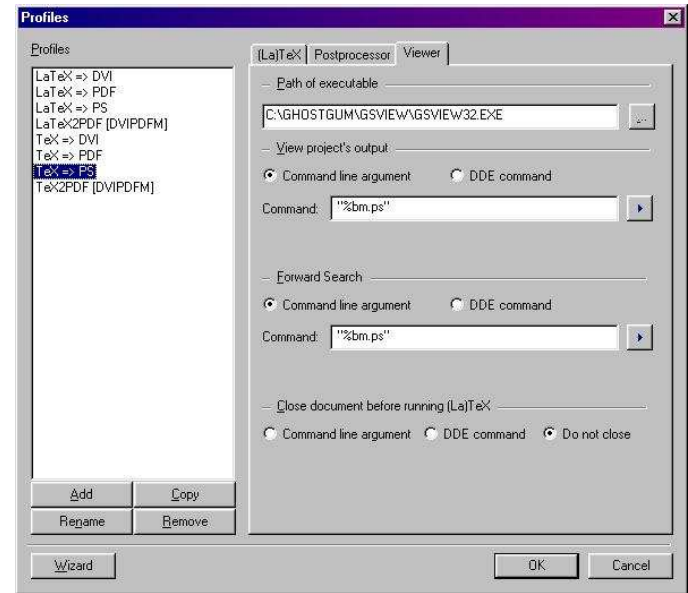 Profiles
Profiles
LaTeX => DVI
LaTeX => PDF
LaTeX => PS
LaTeX2PDF [DVIPDFM]
TeX => DVI
TeX => PDF
TeX => PS
TeX2PDF [DVIPDFM]
Add Copy
Rename Remove
(La)TeX Postprocessor Viewer
Path of executable
C:\GHOSTGUM\GSVIEW\GSVIEW32.EXE ...
View project's output
Command line argument DDE command
Command: "%bm.ps"
Forward Search
Command line argument DDE command
Command: "%bm.ps"
Close document before running (La)TeX
Command line argument DDE command Do not close
Wizard OK Cancel